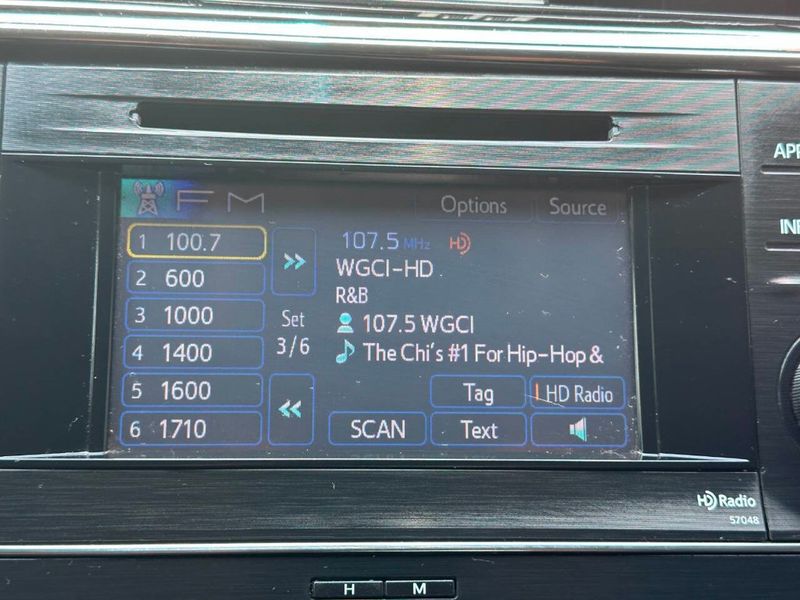 FM
Options
Source
1 100.7
2 600
3 1000
4 1400
5 1600
6 1710
>>
Set
3/6
<<
107.5 MHz HD
WGCI-HD
R&B
107.5 WGCI
The Chi's #1 For Hip-Hop &
Tag
HD Radio
SCAN
Text
HD Radio
57048
H
M